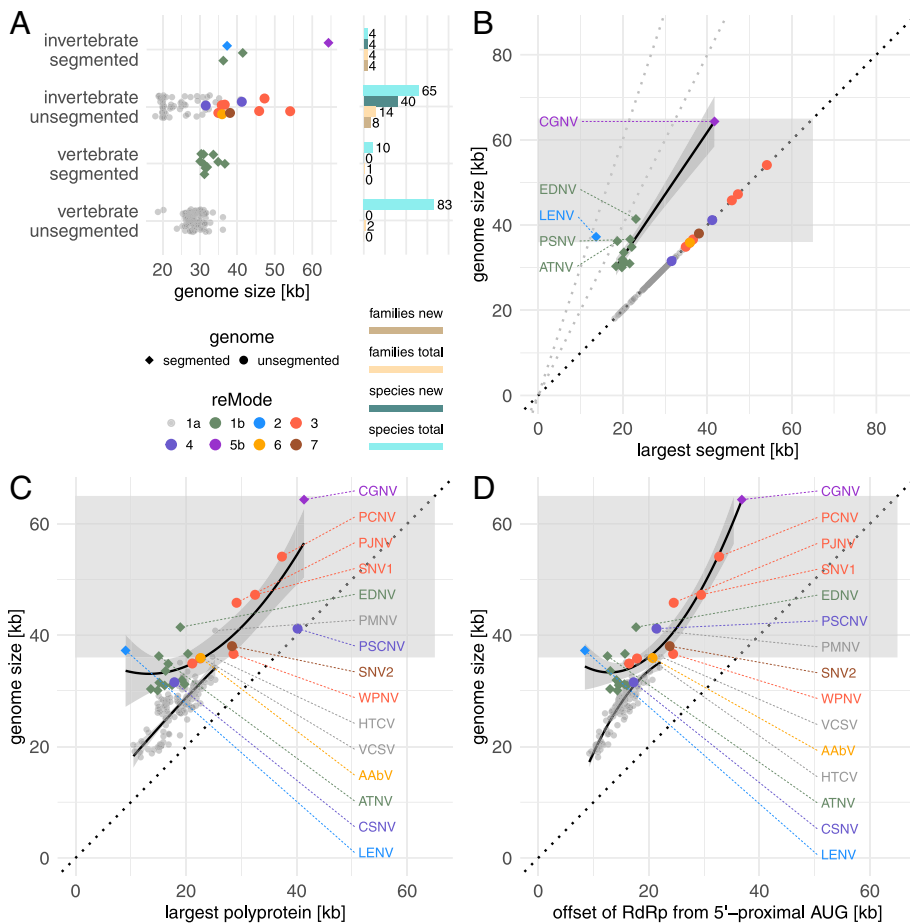 A
invertebrate
segmented
invertebrate
unsegmented
vertebrate
segmented
vertebrate
unsegmented
4
4
4
4
65
40
14
8
10
0
1
0
83
0
2
0
20 30 40 50 60
genome size [kb]
genome
segmented unsegmented
reMode
1a 1b 2 3
4 5b 6 7
families new
families total
species new
species total
B
80
60
40
20
0
genome size [kb]
CGNV
EDNV
LENV
PSNV
ATNV
0 20 40 60 80
largest segment [kb]
C
60
40
20
0
genome size [kb]
CGNV
PCNV
PJNV
SNV1
EDNV
PMNV
PSCNV
SNV2
WPNV
HTCV
VCSV
AAbV
ATNV
CSNV
LENV
0 20 40 60
largest polyprotein [kb]
D
60
40
20
0
genome size [kb]
CGNV
PCNV
PJNV
SNV1
EDNV
PSCNV
PMNV
SNV2
WPNV
VCSV
AAbV
HTCV
ATNV
CSNV
LENV
0 20 40 60
offset of RdRp from 5'−proximal AUG [kb]